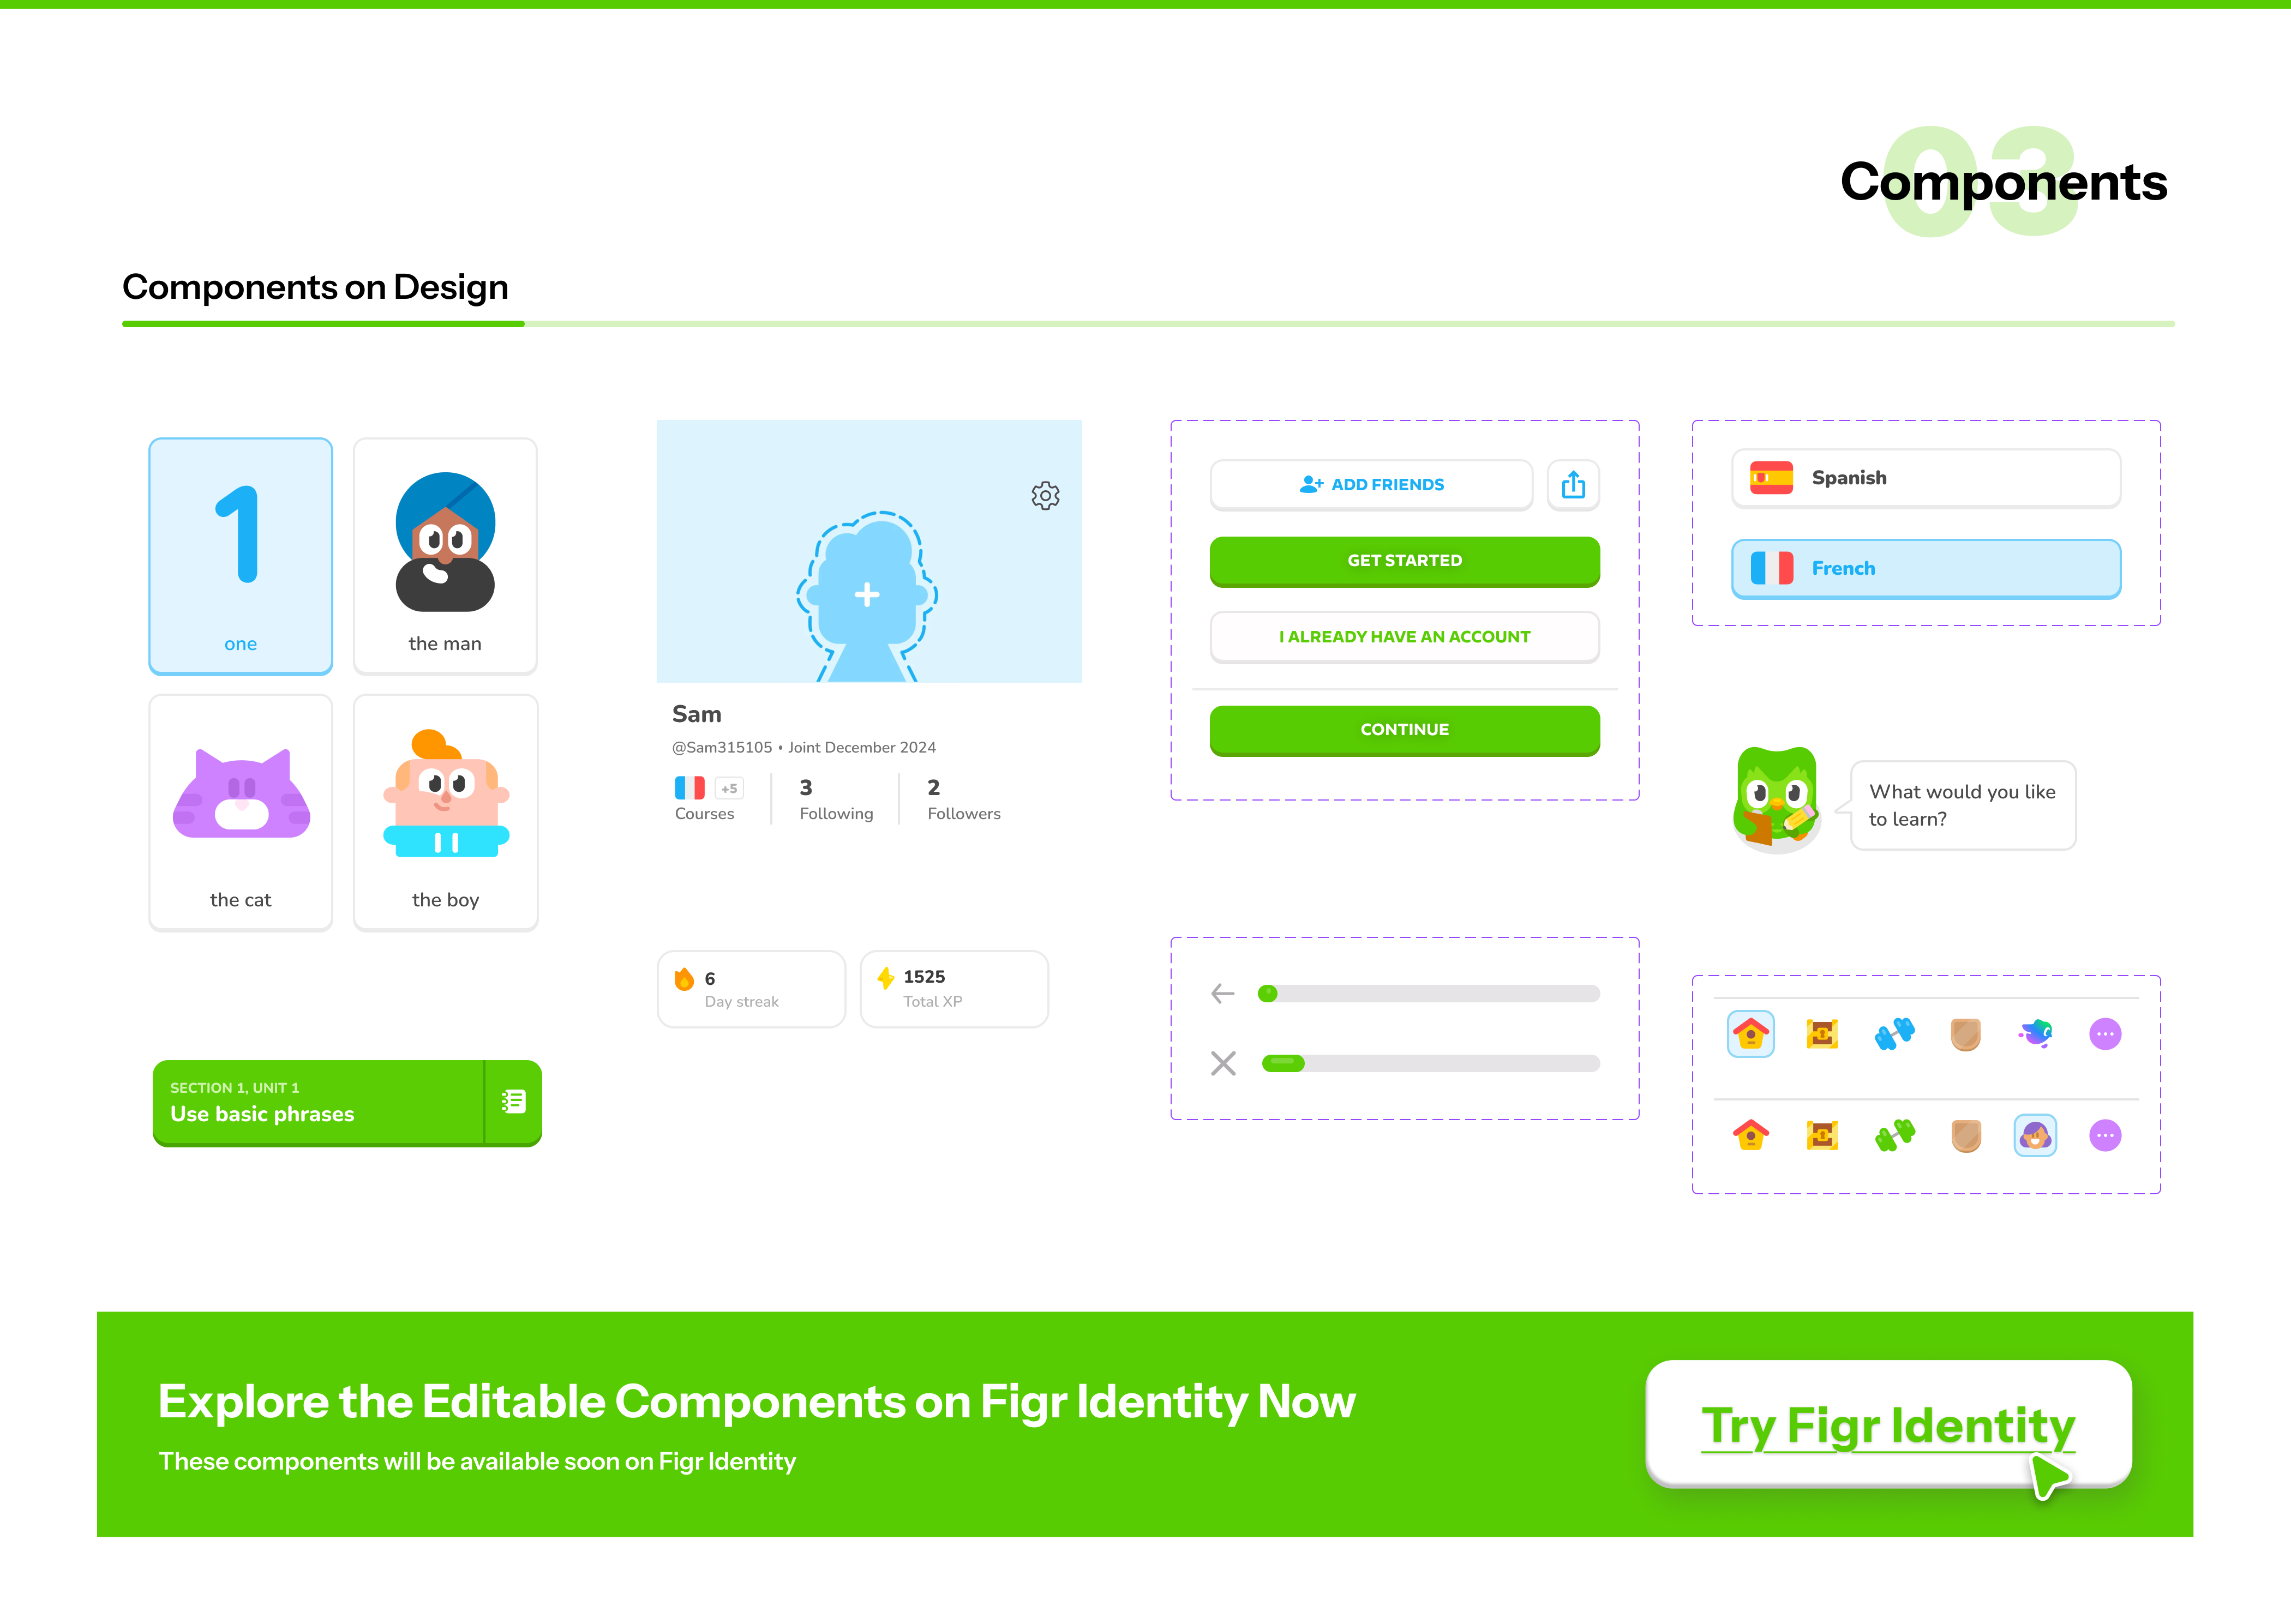 03
Components
Components on Design
1
one
the man
the cat
the boy
SECTION 1, UNIT 1
Use basic phrases
Sam
@Sam315105 • Joint December 2024
+5
Courses
3
Following
2
Followers
6
Day streak
1525
Total XP
ADD FRIENDS
GET STARTED
I ALREADY HAVE AN ACCOUNT
CONTINUE
Spanish
French
What would you like
to learn?
Explore the Editable Components on Figr Identity Now
These components will be available soon on Figr Identity
Try Figr Identity